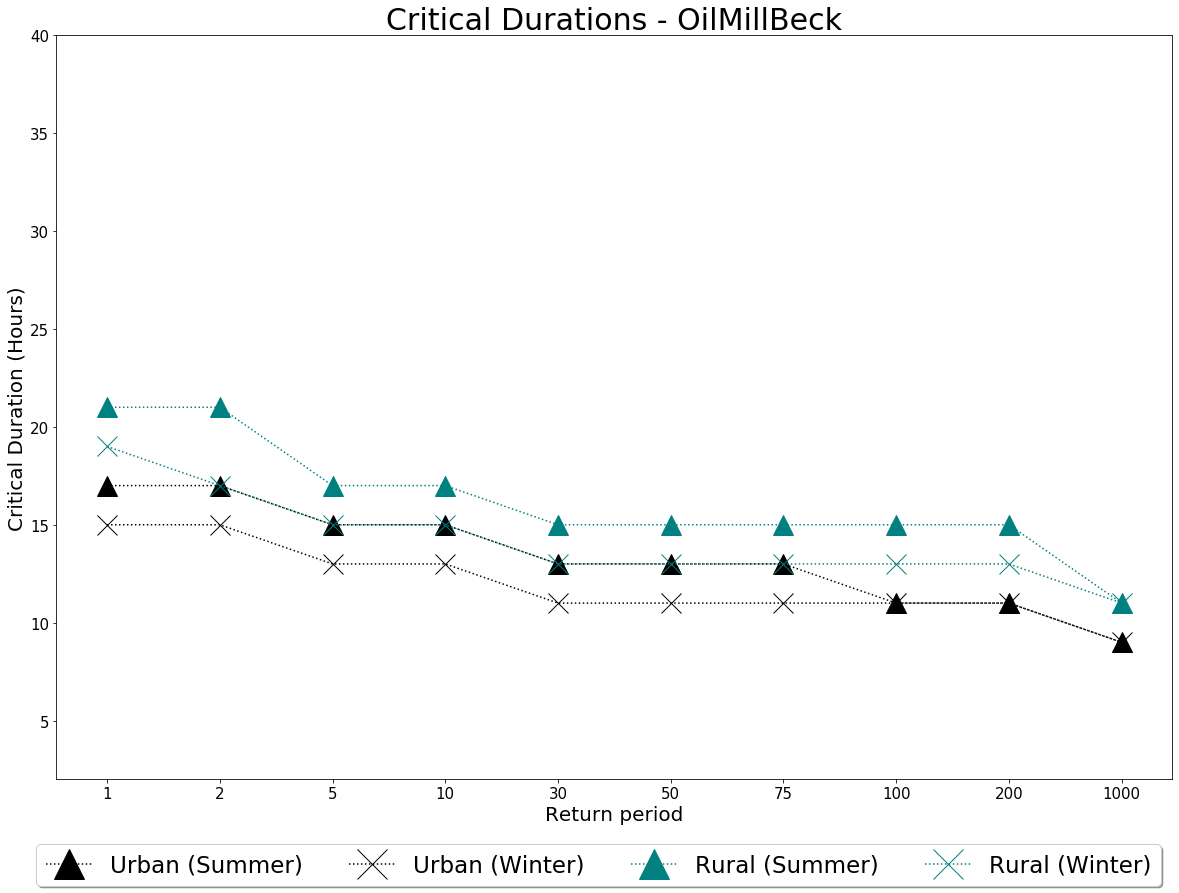 Critical Durations - OilMillBeck
40
35
30
25
20
15
10
5
Critical Duration (Hours)
1 2 5 10 30 50 75 100 200 1000
Return period
Urban (Summer) Urban (Winter) Rural (Summer) Rural (Winter)